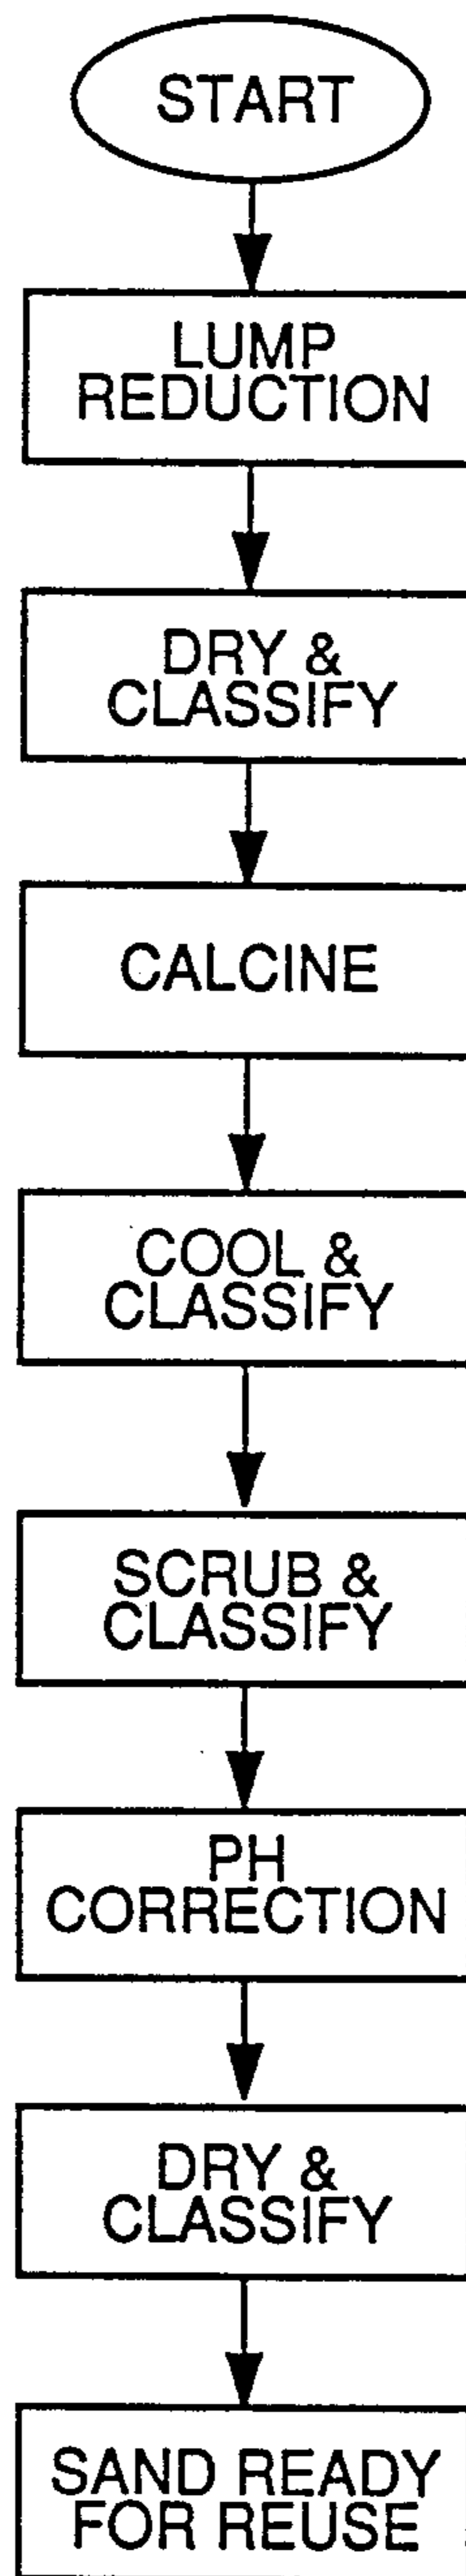 START
LUMP
REDUCTION
DRY &
CLASSIFY
CALCINE
COOL &
CLASSIFY
SCRUB &
CLASSIFY
PH
CORRECTION
DRY &
CLASSIFY
SAND READY
FOR REUSE